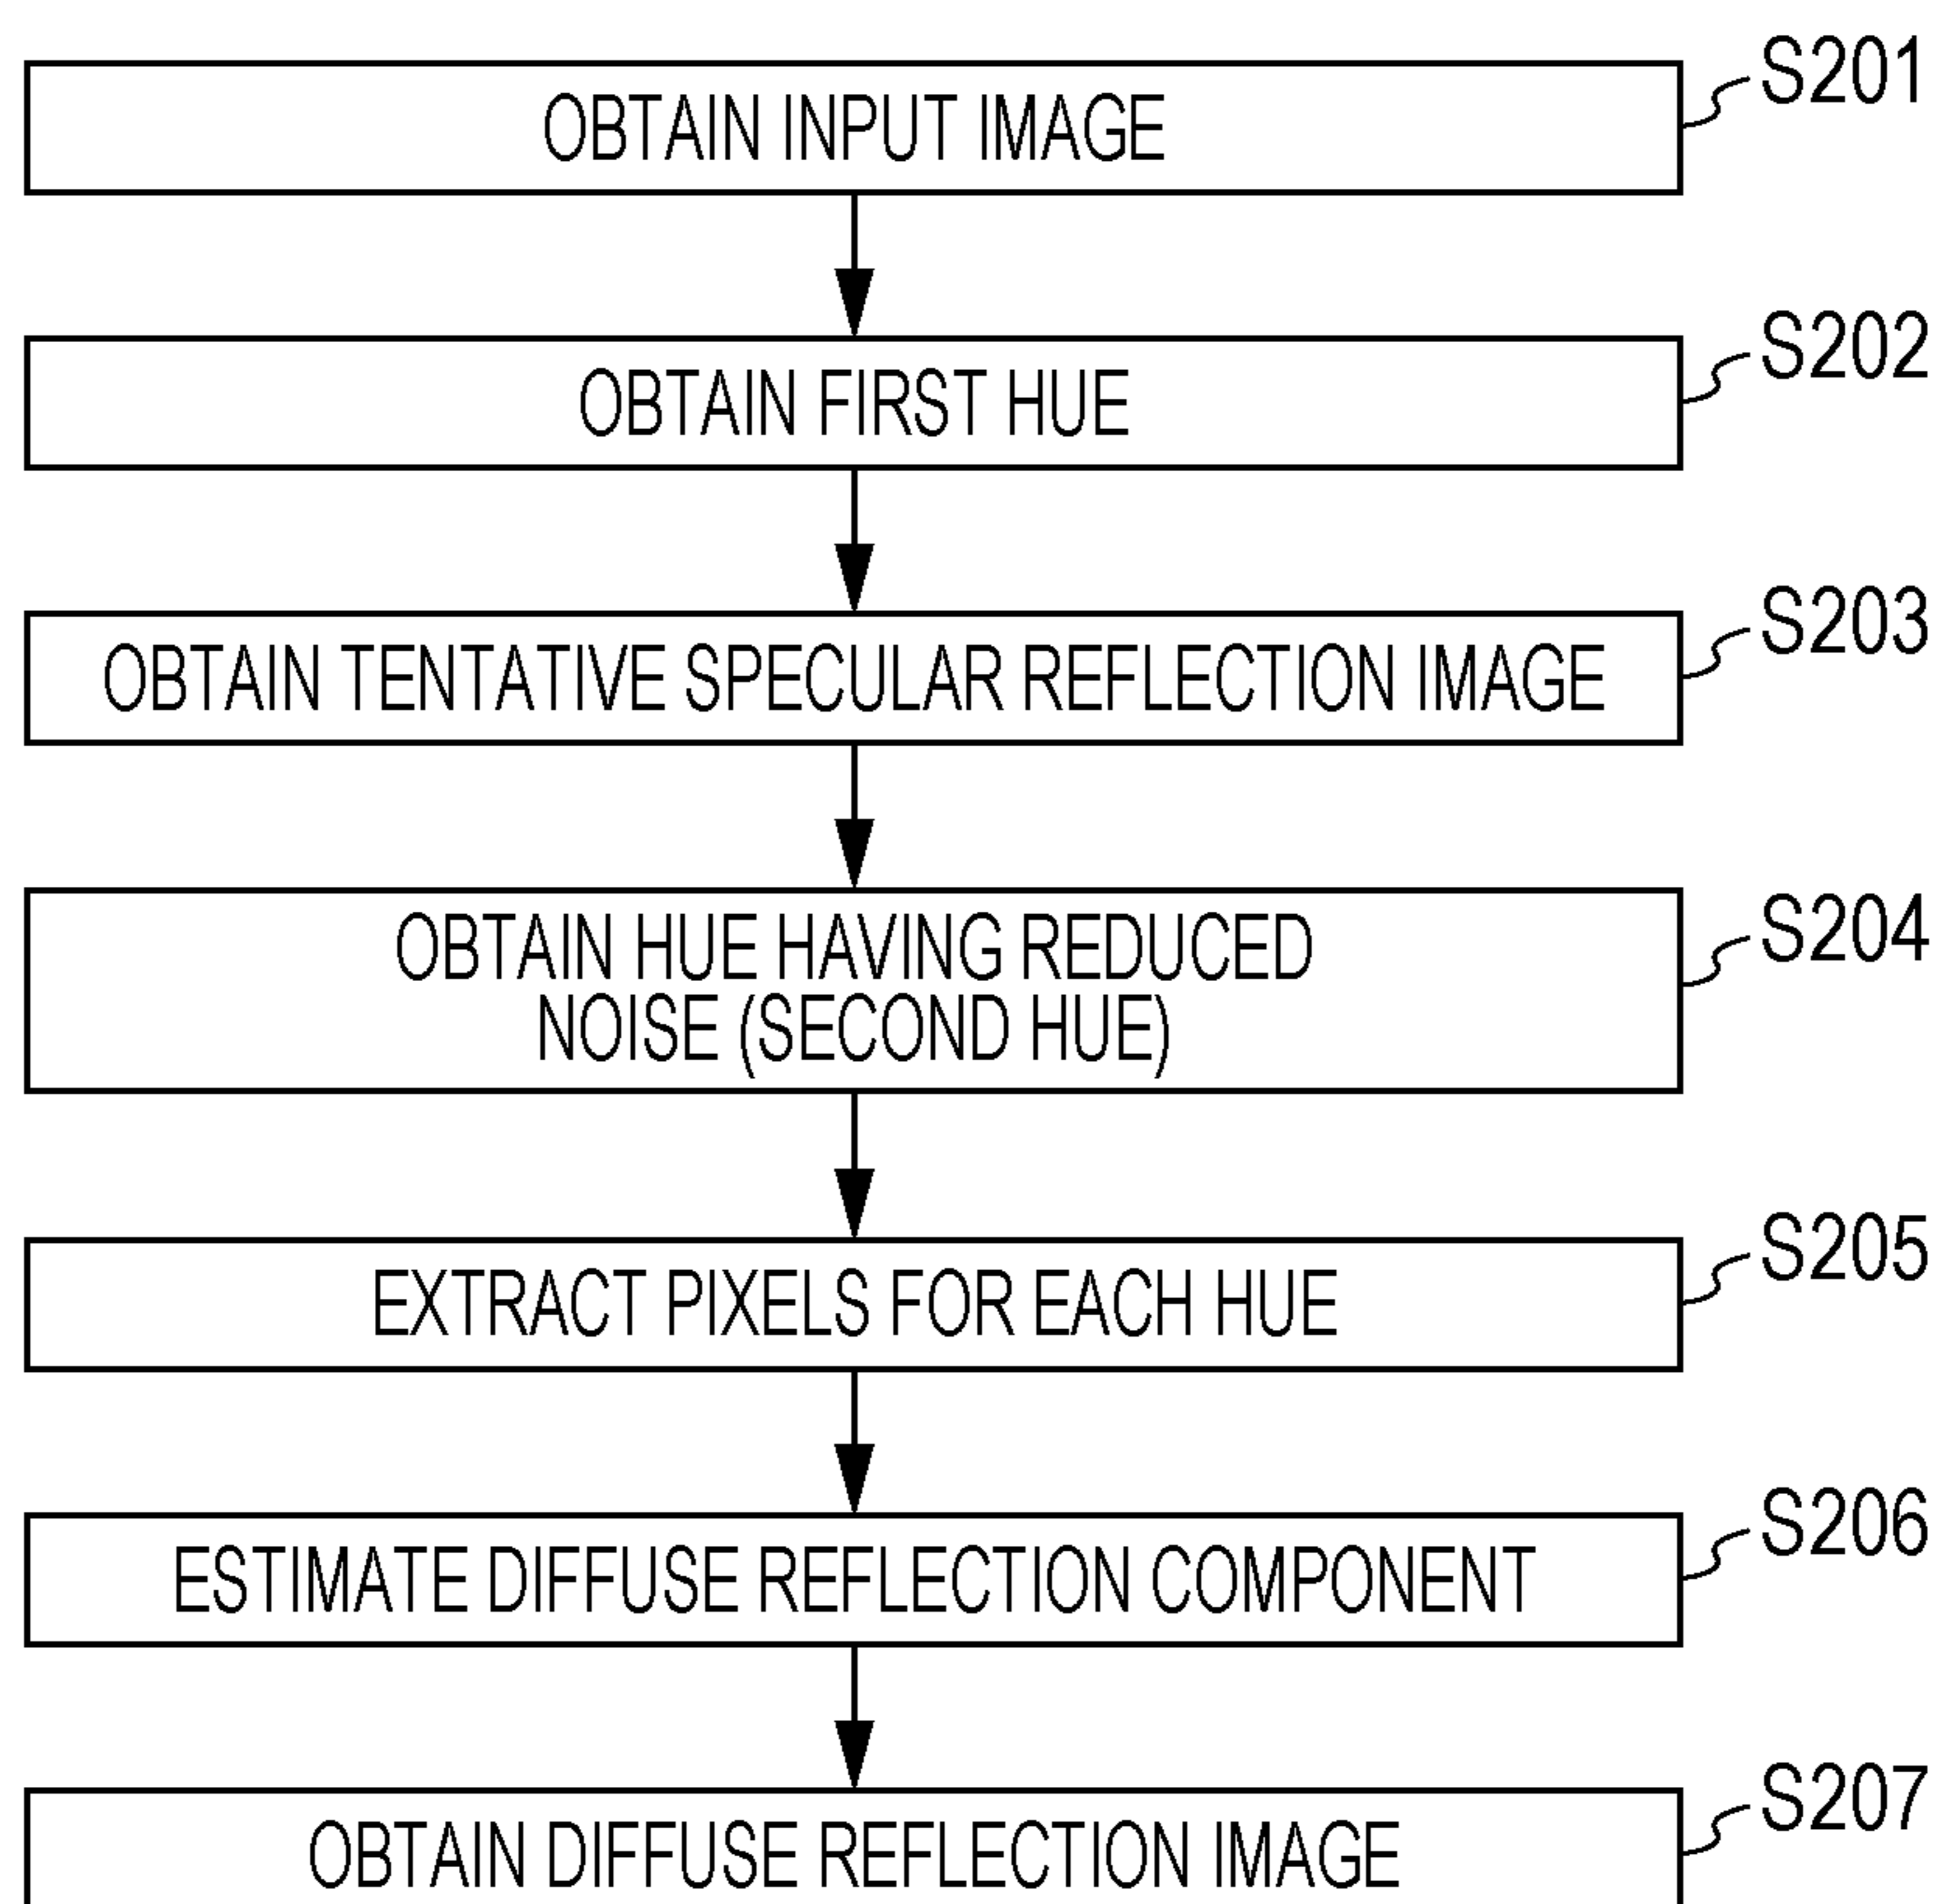 OBTAIN INPUT IMAGE
S201
OBTAIN FIRST HUE
S202
OBTAIN TENTATIVE SPECULAR REFLECTION IMAGE
S203
OBTAIN HUE HAVING REDUCED
NOISE (SECOND HUE)
S204
EXTRACT PIXELS FOR EACH HUE
S205
ESTIMATE DIFFUSE REFLECTION COMPONENT
S206
OBTAIN DIFFUSE REFLECTION IMAGE
S207